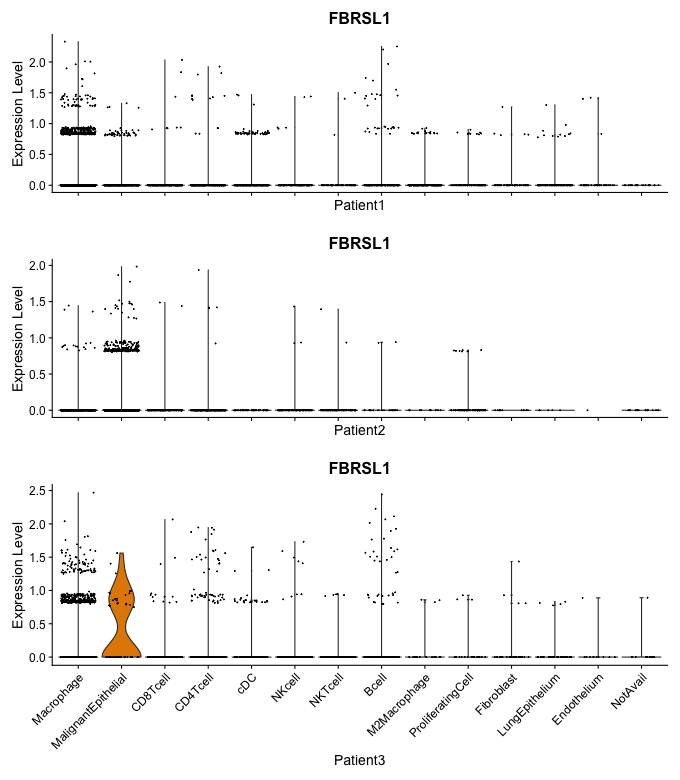 FBRSL1
Expression Level
2.0
1.5
1.0
0.5
0.0
Patient1
FBRSL1
Expression Level
2.0
1.5
1.0
0.5
0.0
Patient2
FBRSL1
Expression Level
2.5
2.0
1.5
1.0
0.5
0.0
Macrophage
MalignantEpithelial
CD8Tcell
CD4Tcell
cDC
NKcell
NKTcell
Bcell
M2Macrophage
ProliferatingCell
Fibroblast
LungEpithelium
Endothelium
NotAvail
Patient3